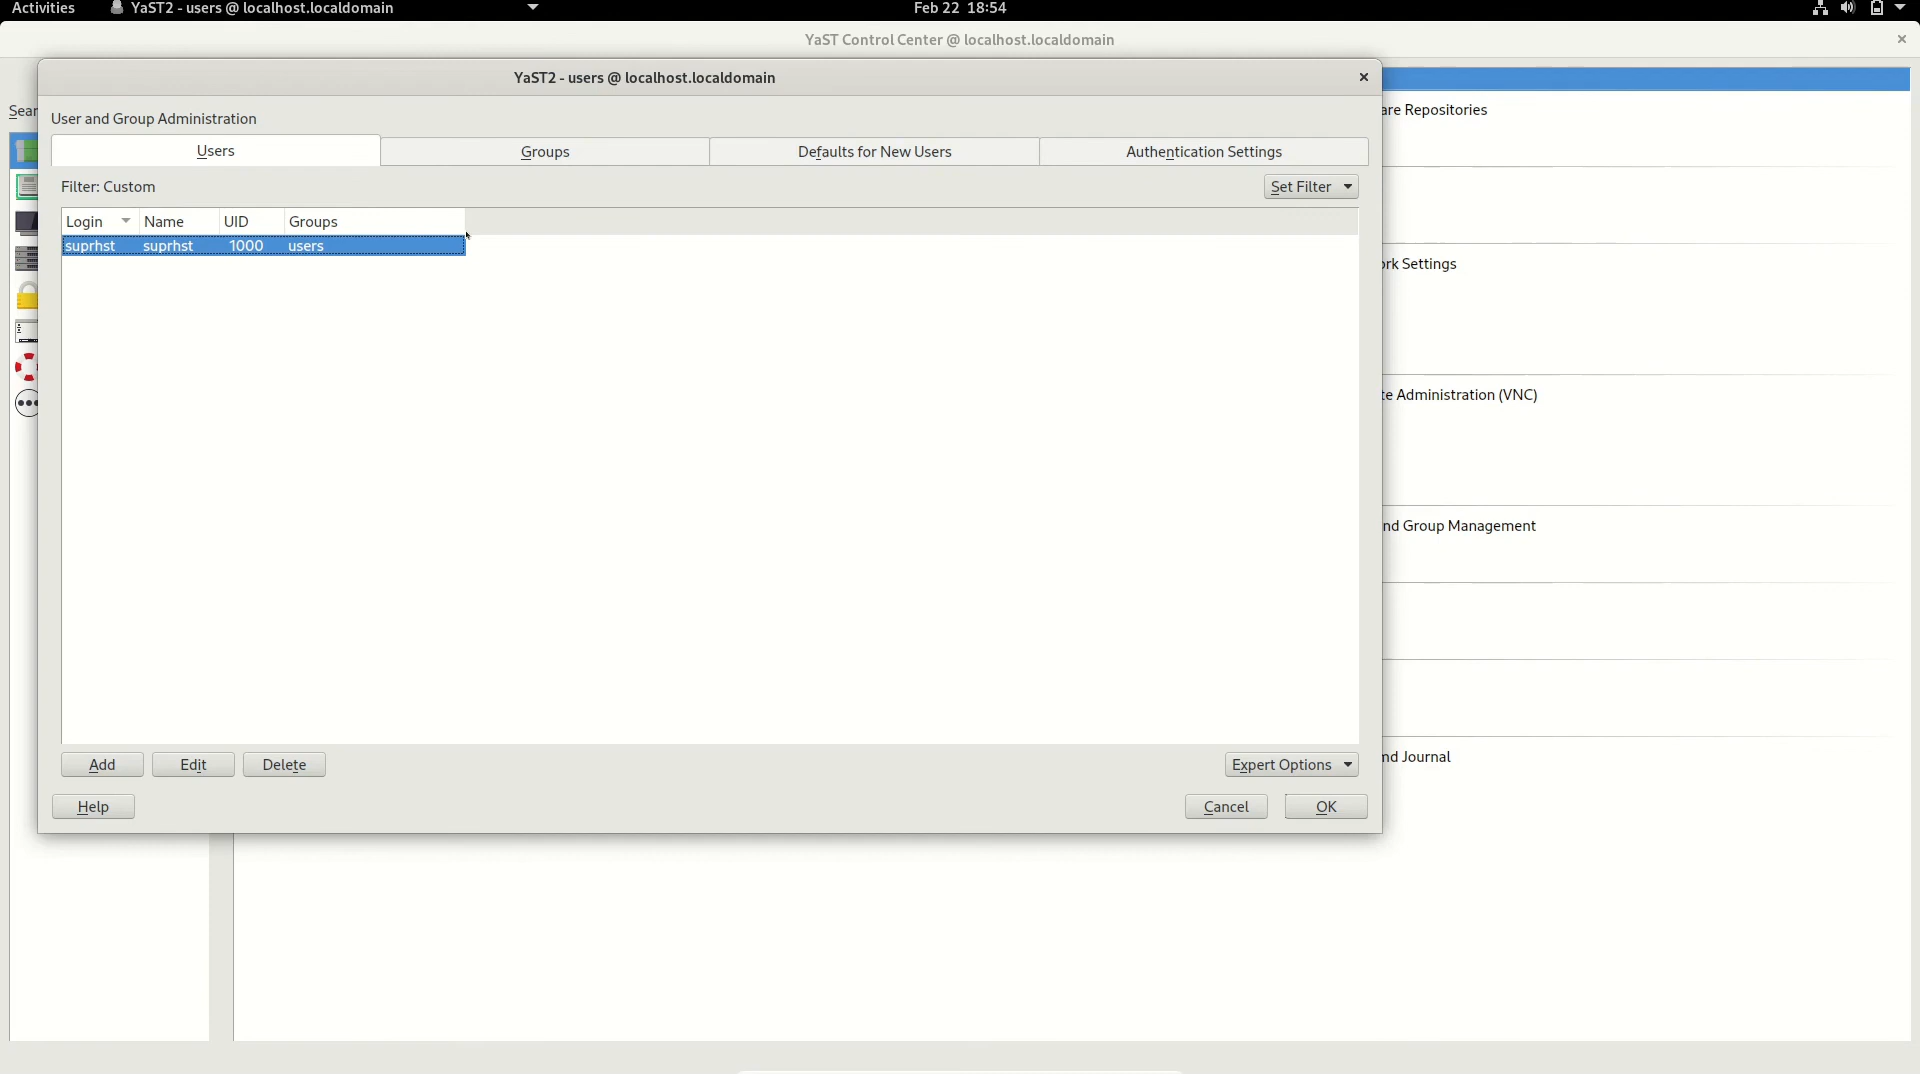 Activities YaST2 - users @ localhost.localdomain Feb 22 18:54
YaST Control Center @ localhost.localdomain
YaST2 - users @ localhost.localdomain
User and Group Administration
Users Groups Defaults for New Users Authentication Settings
Filter: Custom Set Filter
Login Name UID Groups
suprhst suprhst 1000 users
Add Edit Delete Expert Options
Help Cancel OK
Sear
are Repositories
ork Settings
te Administration (VNC)
nd Group Management
md Journal